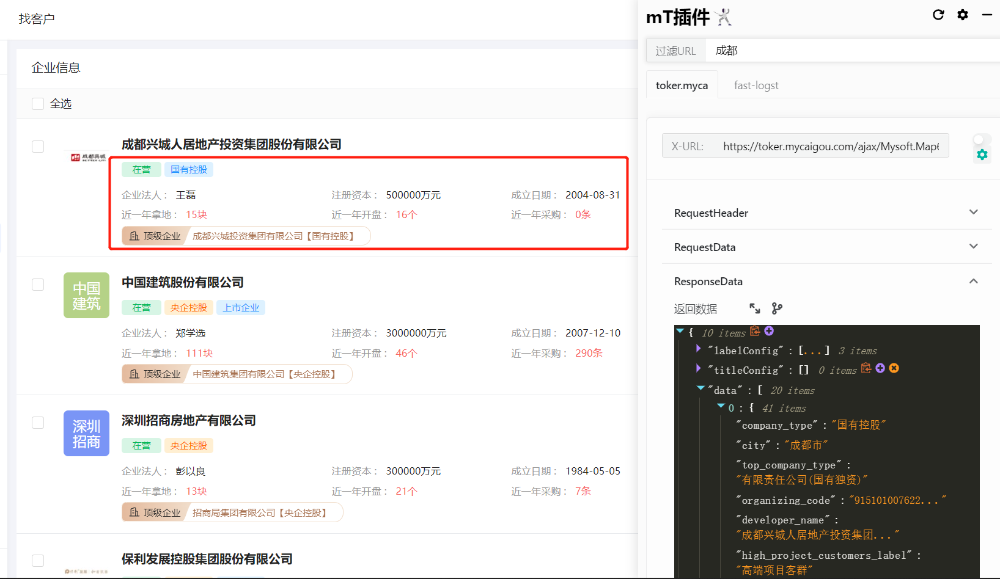 找客户
企业信息
全选
成都兴城
BETTER CITY
成都兴城人居地产投资集团股份有限公司
在营 国有控股
企业法人： 王磊 注册资本： 500000万元 成立日期： 2004-08-31
近一年拿地： 15块 近一年开盘： 16个 近一年采购： 0条
顶级企业 成都兴城投资集团有限公司【国有控股】
中国
建筑
中国建筑股份有限公司
在营 央企控股 上市企业
企业法人： 郑学选 注册资本： 3000000万元 成立日期： 2007-12-10
近一年拿地： 111块 近一年开盘： 46个 近一年采购： 290条
顶级企业 中国建筑集团有限公司【央企控股】
深圳
招商
深圳招商房地产有限公司
在营 央企控股
企业法人： 彭以良 注册资本： 300000万元 成立日期： 1984-05-05
近一年拿地： 13块 近一年开盘： 21个 近一年采购： 7条
顶级企业 招商局集团有限公司【央企控股】
保利发展控股集团股份有限公司
mT插件
过滤URL 成都
toker.myca fast-logst
X-URL: https://toker.mycaigou.com/ajax/Mysoft.Map6
RequestHeader
RequestData
ResponseData
返回数据
{ 10 items
"labelConfig" : [...] 3 items
"titleConfig" : [] 0 items
"data" : [ 20 items
0 : { 41 items
"company_type" : "国有控股"
"city" : "成都市"
"top_company_type" :
"有限责任公司(国有独资)"
"organizing_code" : "915101007622..."
"developer_name" :
"成都兴城人居地产投资集团..."
"high_project_customers_label" :
"高端项目客群"